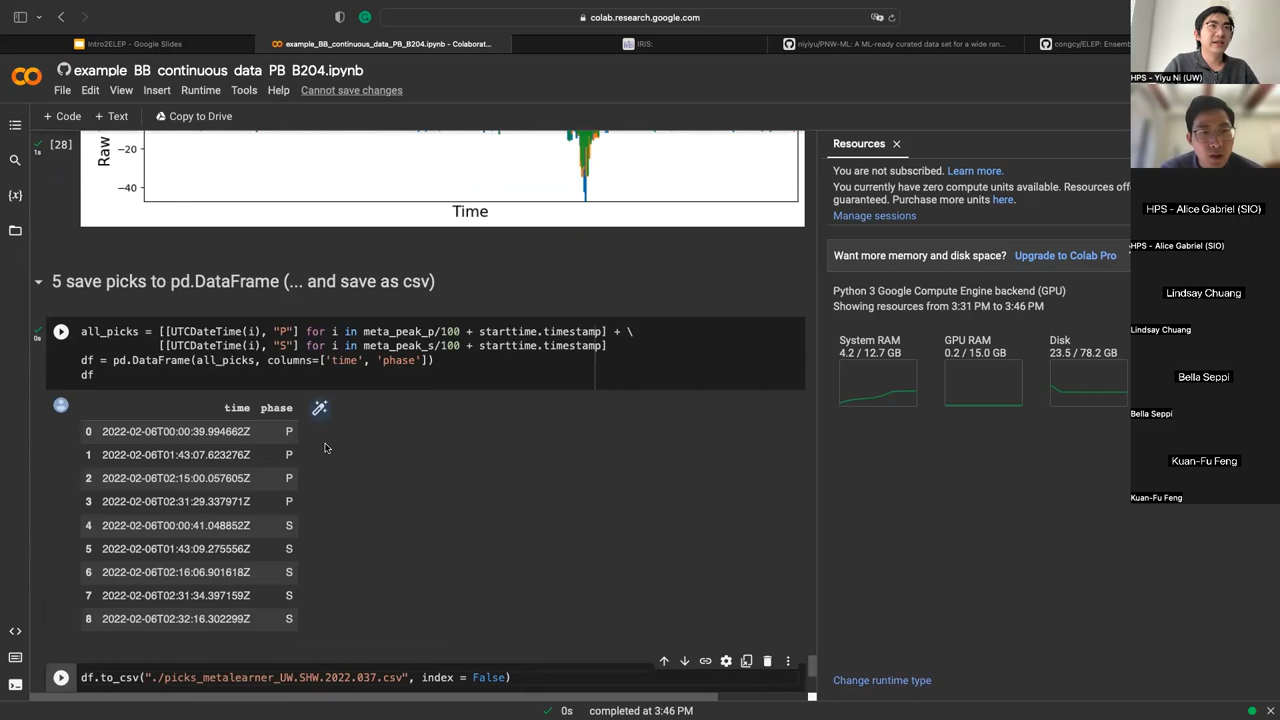 colab.research.google.com
Intro2ELEP - Google Slides
example_BB_continuous_data_PB_B204.ipynb - Colaborat...
IRIS:
niyiyu/PNW-ML: A ML-ready curated data set for a wide ran...
congcy/ELEP: Ensemb
example BB continuous data PB B204.ipynb
File Edit View Insert Runtime Tools Help Cannot save changes
+ Code + Text Copy to Drive
[28]
1s
Raw
−20
−40
Time
5 save picks to pd.DataFrame (... and save as csv)
0s
all_picks = [[UTCDateTime(i), "P"] for i in meta_peak_p/100 + starttime.timestamp] + \
[[UTCDateTime(i), "S"] for i in meta_peak_s/100 + starttime.timestamp]
df = pd.DataFrame(all_picks, columns=['time', 'phase'])
df
time phase
0 2022-02-06T00:00:39.994662Z P
1 2022-02-06T01:43:07.623276Z P
2 2022-02-06T02:15:00.057605Z P
3 2022-02-06T02:31:29.337971Z P
4 2022-02-06T00:00:41.048852Z S
5 2022-02-06T01:43:09.275556Z S
6 2022-02-06T02:16:06.901618Z S
7 2022-02-06T02:31:34.397159Z S
8 2022-02-06T02:32:16.302299Z S
df.to_csv("./picks_metalearner_UW.SHW.2022.037.csv", index = False)
0s completed at 3:46 PM
Resources
You are not subscribed. Learn more.
You currently have zero compute units available. Resources off
guaranteed. Purchase more units here.
Manage sessions
Want more memory and disk space? Upgrade to Colab Pro
Python 3 Google Compute Engine backend (GPU)
Showing resources from 3:31 PM to 3:46 PM
System RAM
4.2 / 12.7 GB
GPU RAM
0.2 / 15.0 GB
Disk
23.5 / 78.2 GB
Change runtime type
HPS - Yiyu Ni (UW)
HPS - Alice Gabriel (SIO)
HPS - Alice Gabriel (SIO)
Lindsay Chuang
Lindsay Chuang
Bella Seppi
Bella Seppi
Kuan-Fu Feng
Kuan-Fu Feng